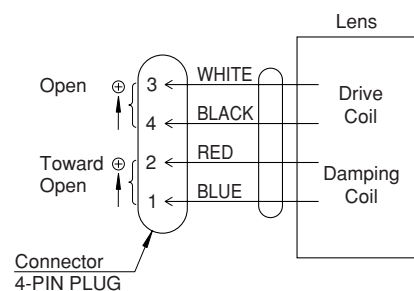 Lens
Open ⊕ 3 WHITE
Drive
Coil
4 BLACK
Toward
Open
⊕ 2 RED
Damping
Coil
1 BLUE
Connector
4-PIN PLUG